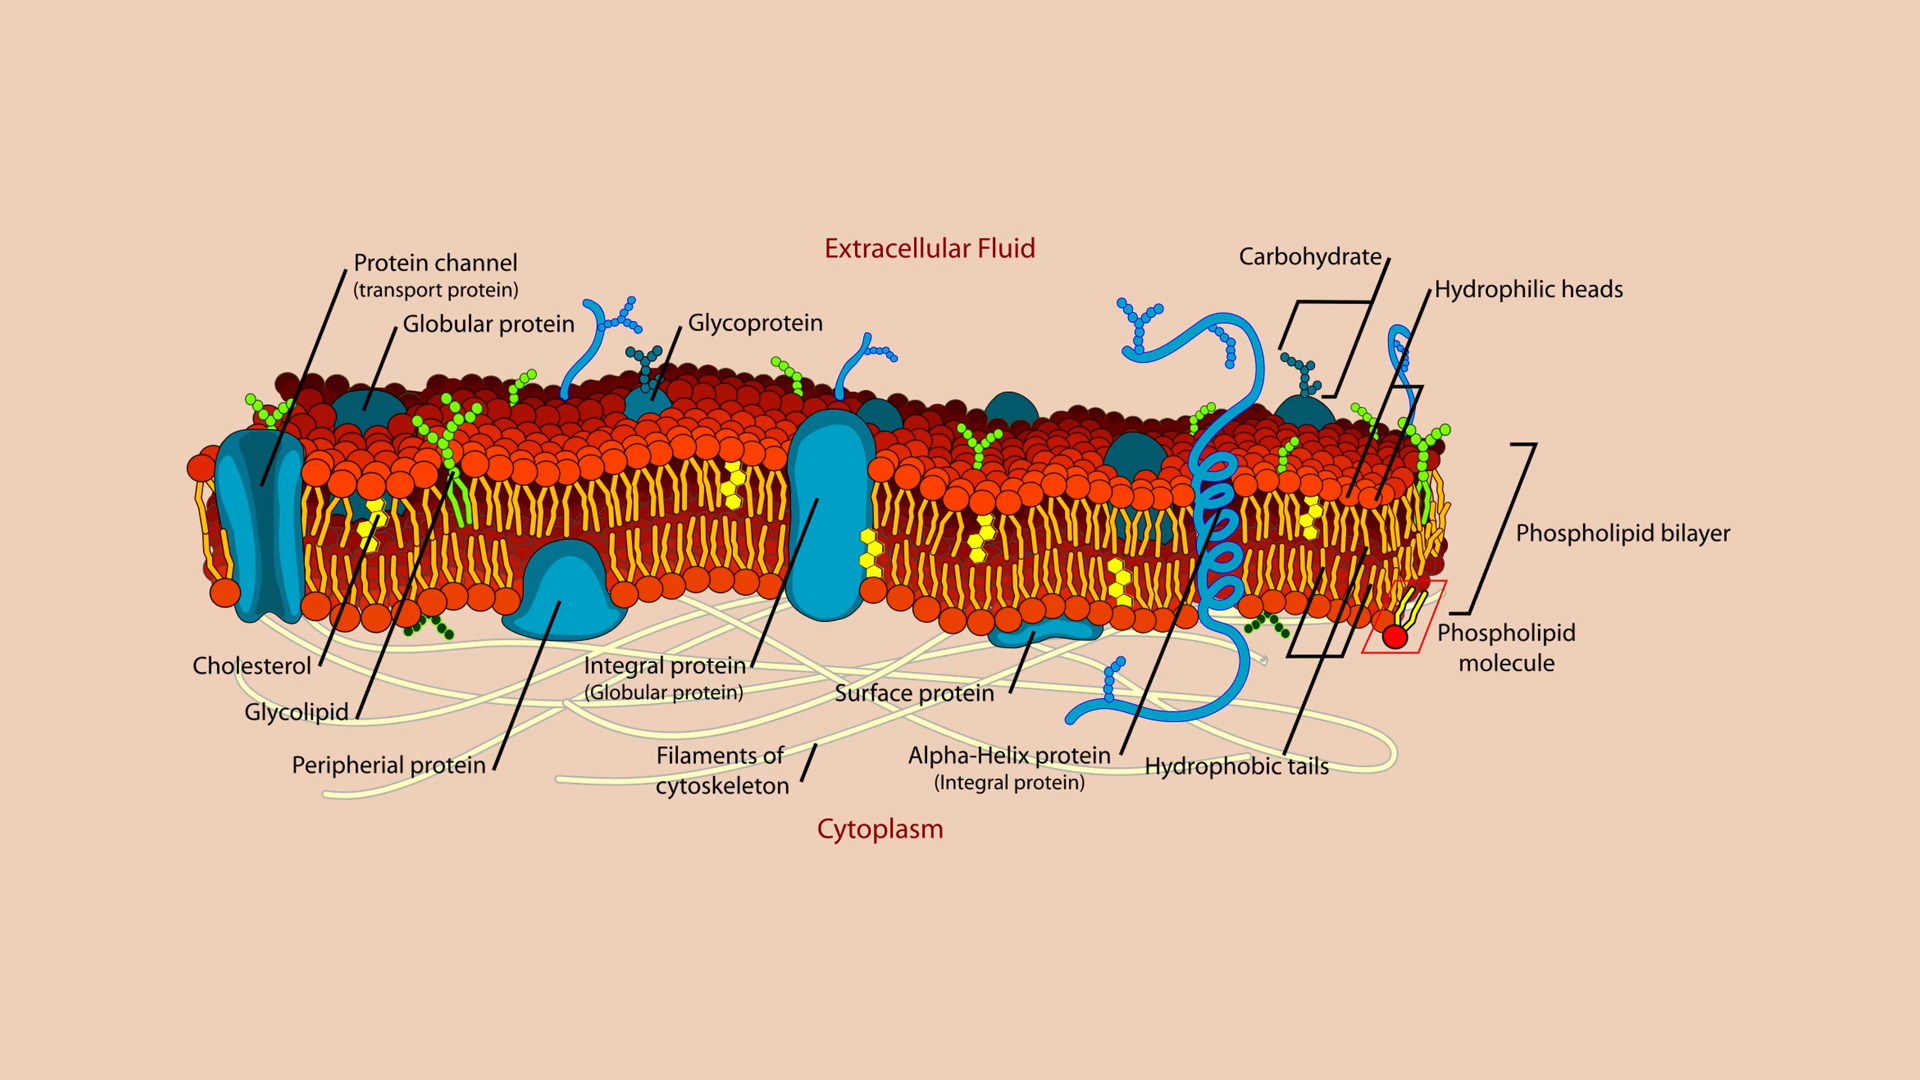 Extracellular Fluid
Protein channel
(transport protein)
Globular protein
Glycoprotein
Carbohydrate
Hydrophilic heads
Phospholipid bilayer
Phospholipid
molecule
Cholesterol
Glycolipid
Peripherial protein
Integral protein
(Globular protein)
Surface protein
Filaments of
cytoskeleton
Alpha-Helix protein
(Integral protein)
Hydrophobic tails
Cytoplasm